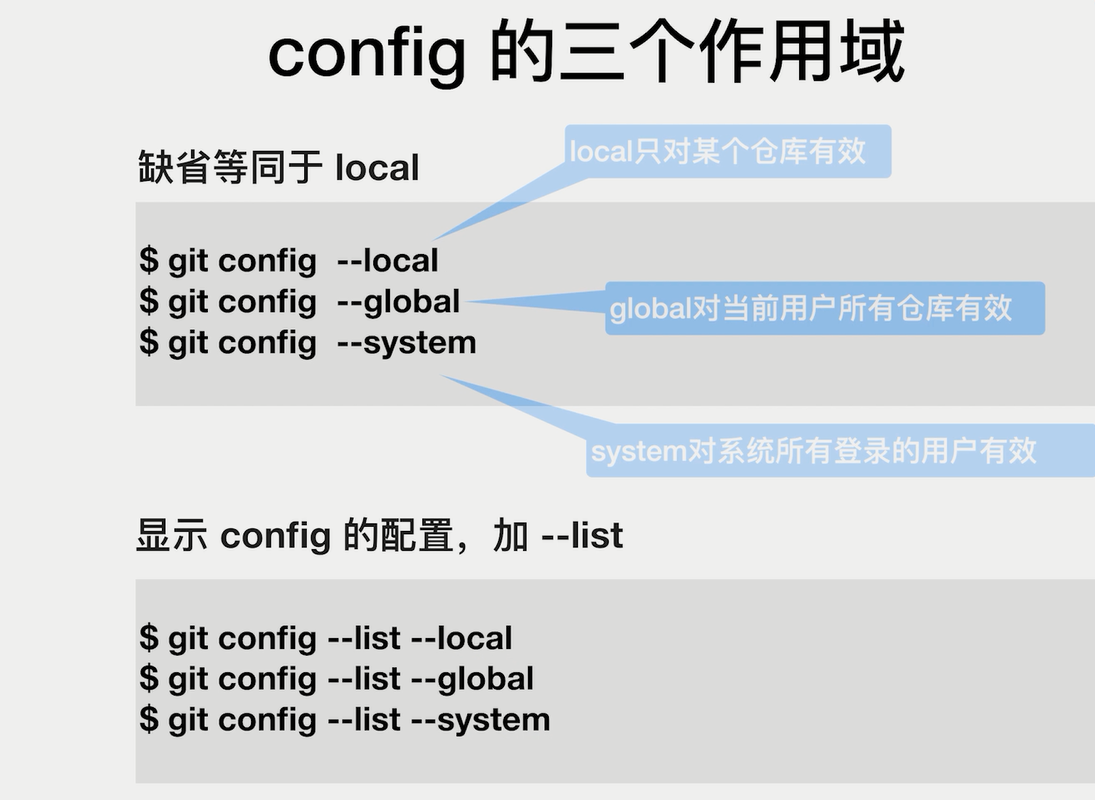 config 的三个作用域
缺省等同于 local
local只对某个仓库有效
$ git config --local
$ git config --global
global对当前用户所有仓库有效
$ git config --system
system对系统所有登录的用户有效
显示 config 的配置，加 --list
$ git config --list --local
$ git config --list --global
$ git config --list --system